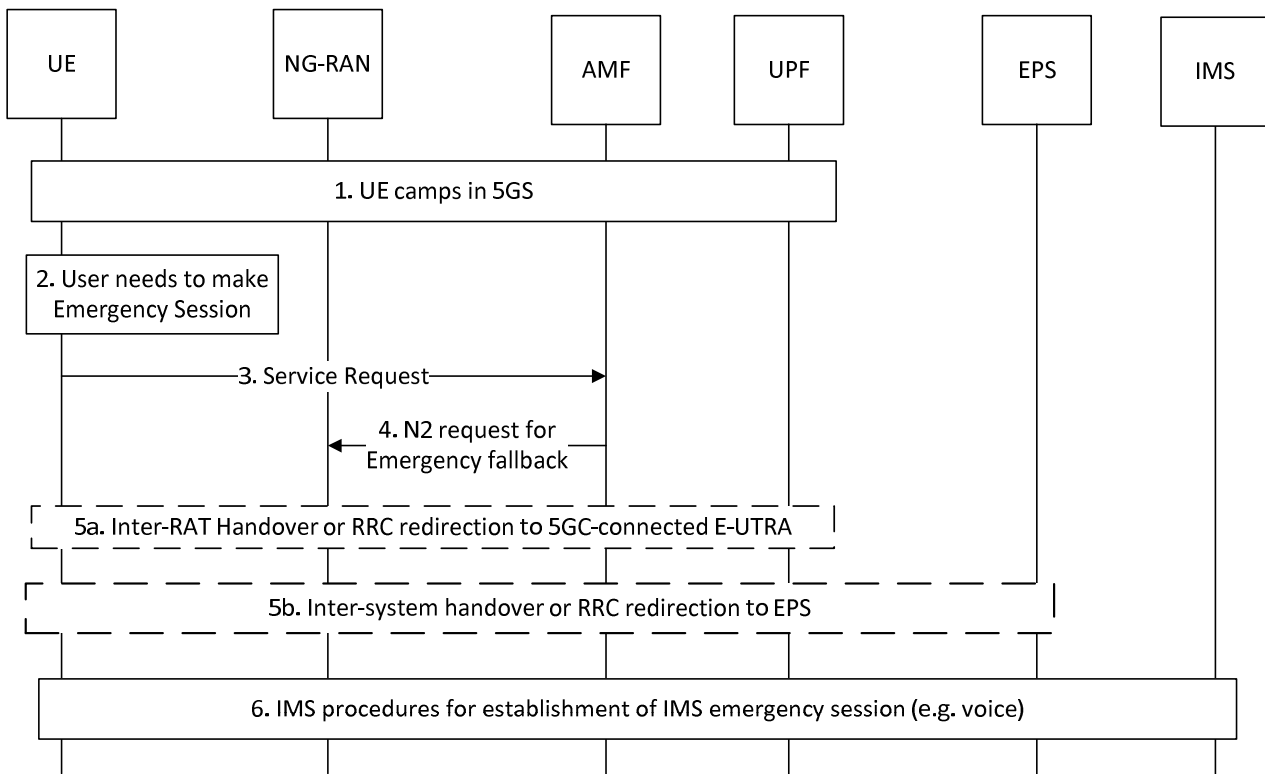 UE
NG-RAN
AMF
UPF
EPS
IMS
1. UE camps in 5GS
2. User needs to make
Emergency Session
3. Service Request
4. N2 request for
Emergency fallback
5a. Inter-RAT Handover or RRC redirection to 5GC-connected E-UTRA
5b. Inter-system handover or RRC redirection to EPS
6. IMS procedures for establishment of IMS emergency session (e.g. voice)